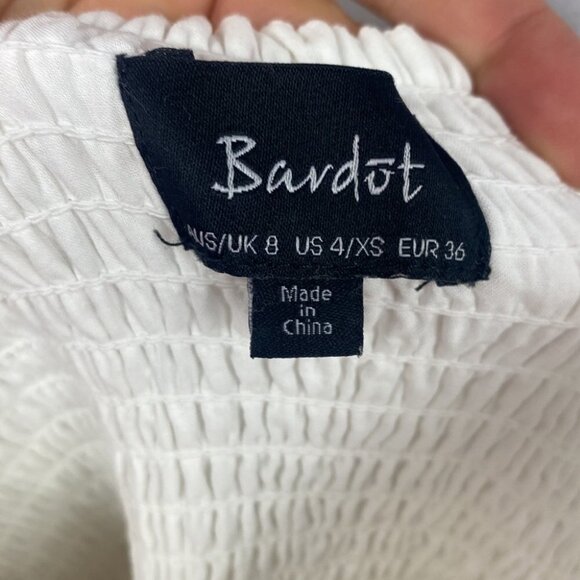 Bardōt
AUS/UK 8 US 4/XS EUR 36
Made
in
China